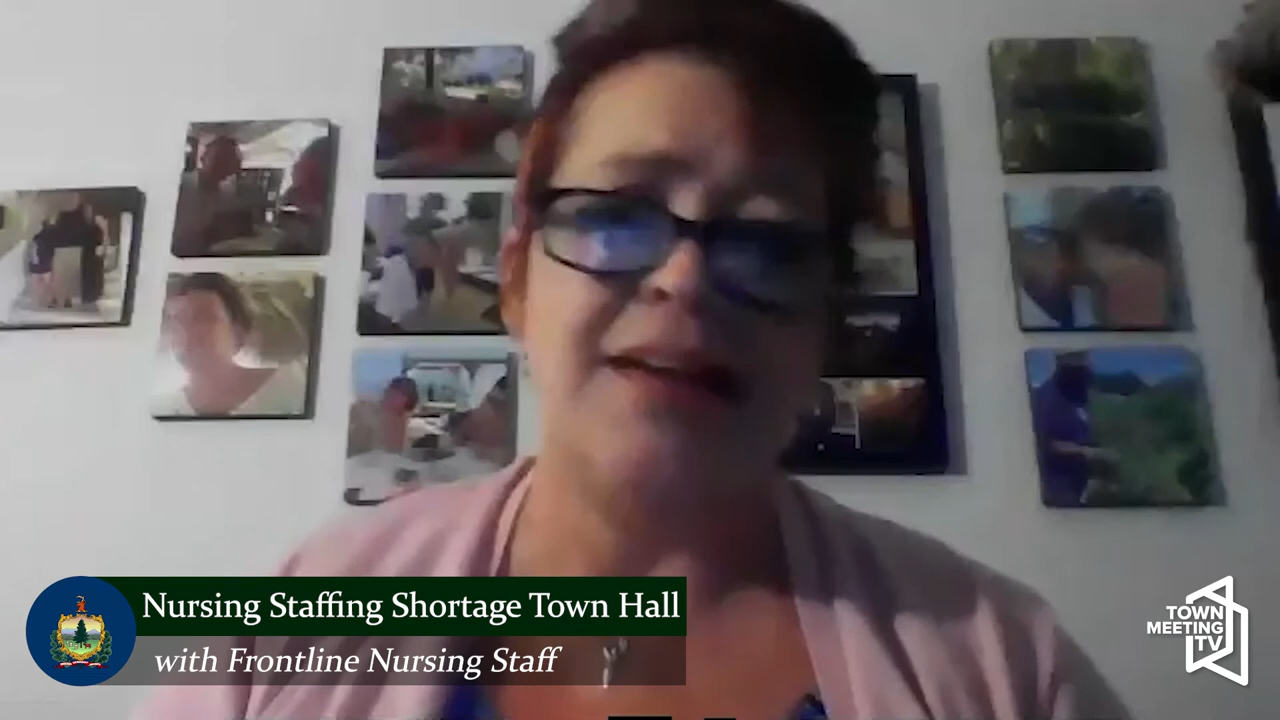 Nursing Staffing Shortage Town Hall
with Frontline Nursing Staff
TOWN
MEETING
TV